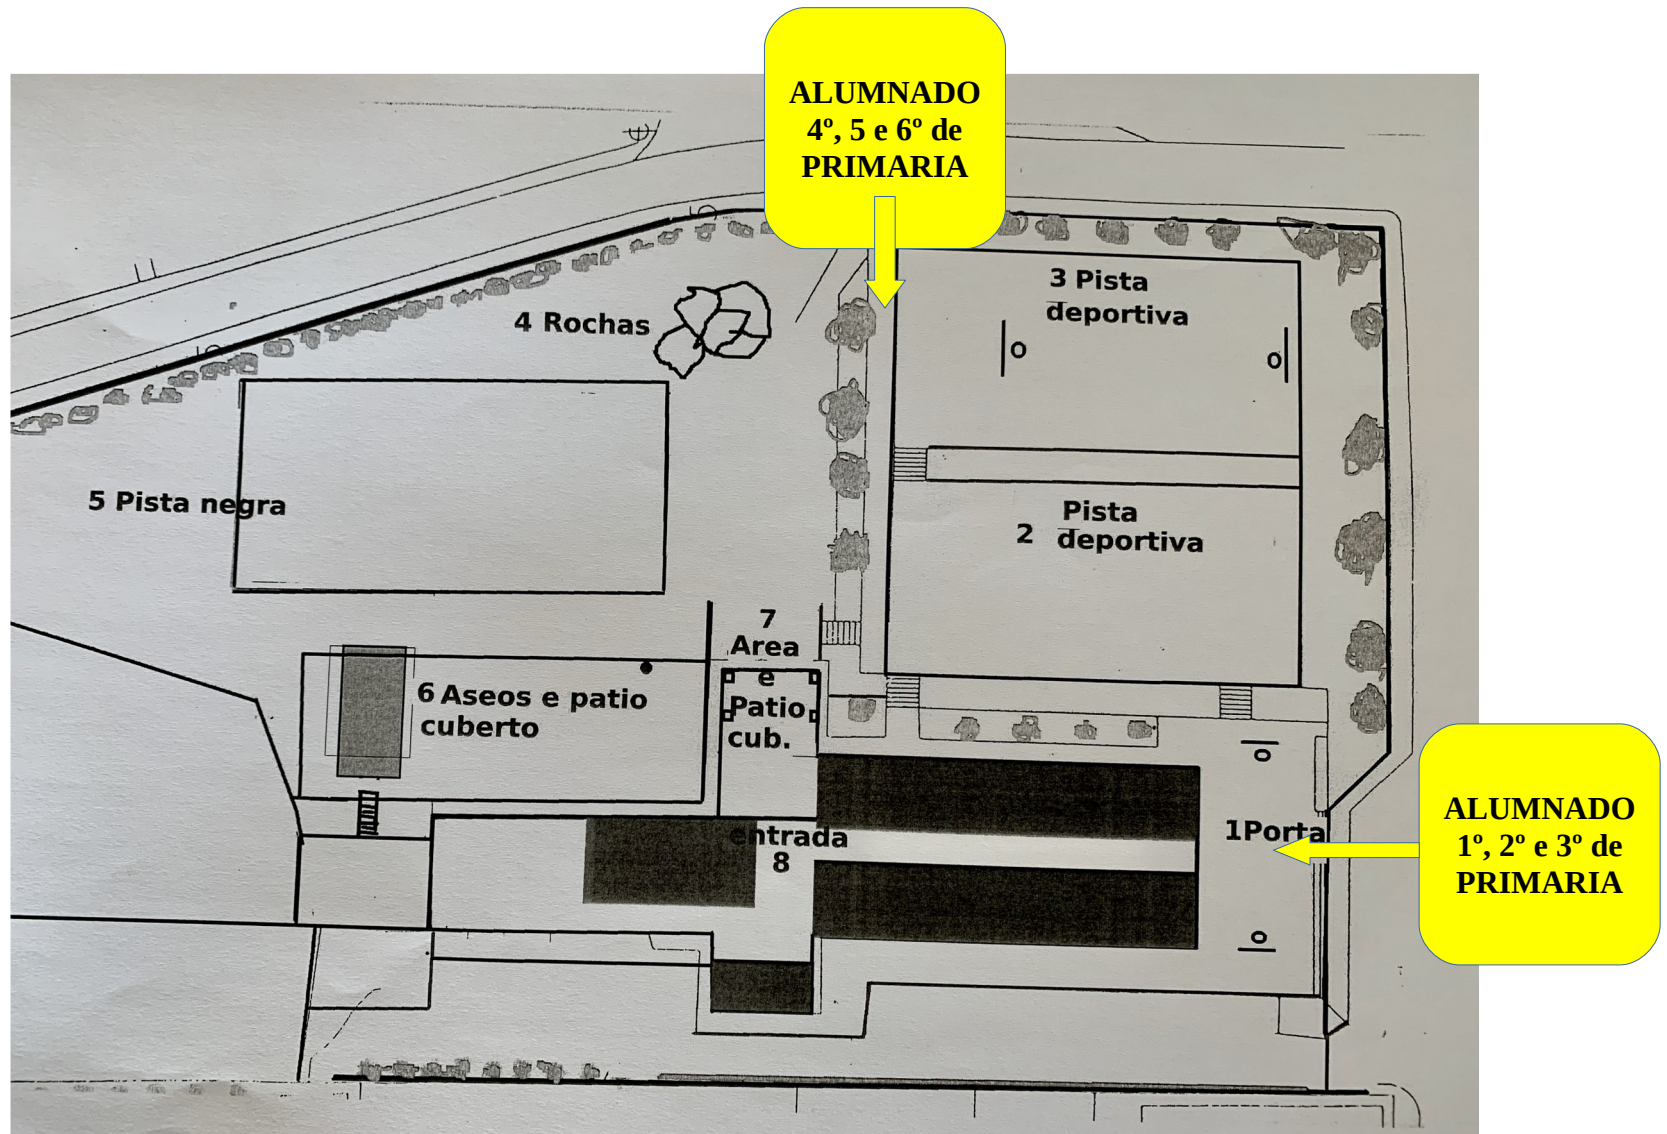 ALUMNADO
4º, 5 e 6º de
PRIMARIA
3 Pista
deportiva
4 Rochas
5 Pista negra
Pista
2 deportiva
7
Area
e
Patio
cub.
6 Aseos e patio
cuberto
entrada
8
1Porta
ALUMNADO
1º, 2º e 3º de
PRIMARIA